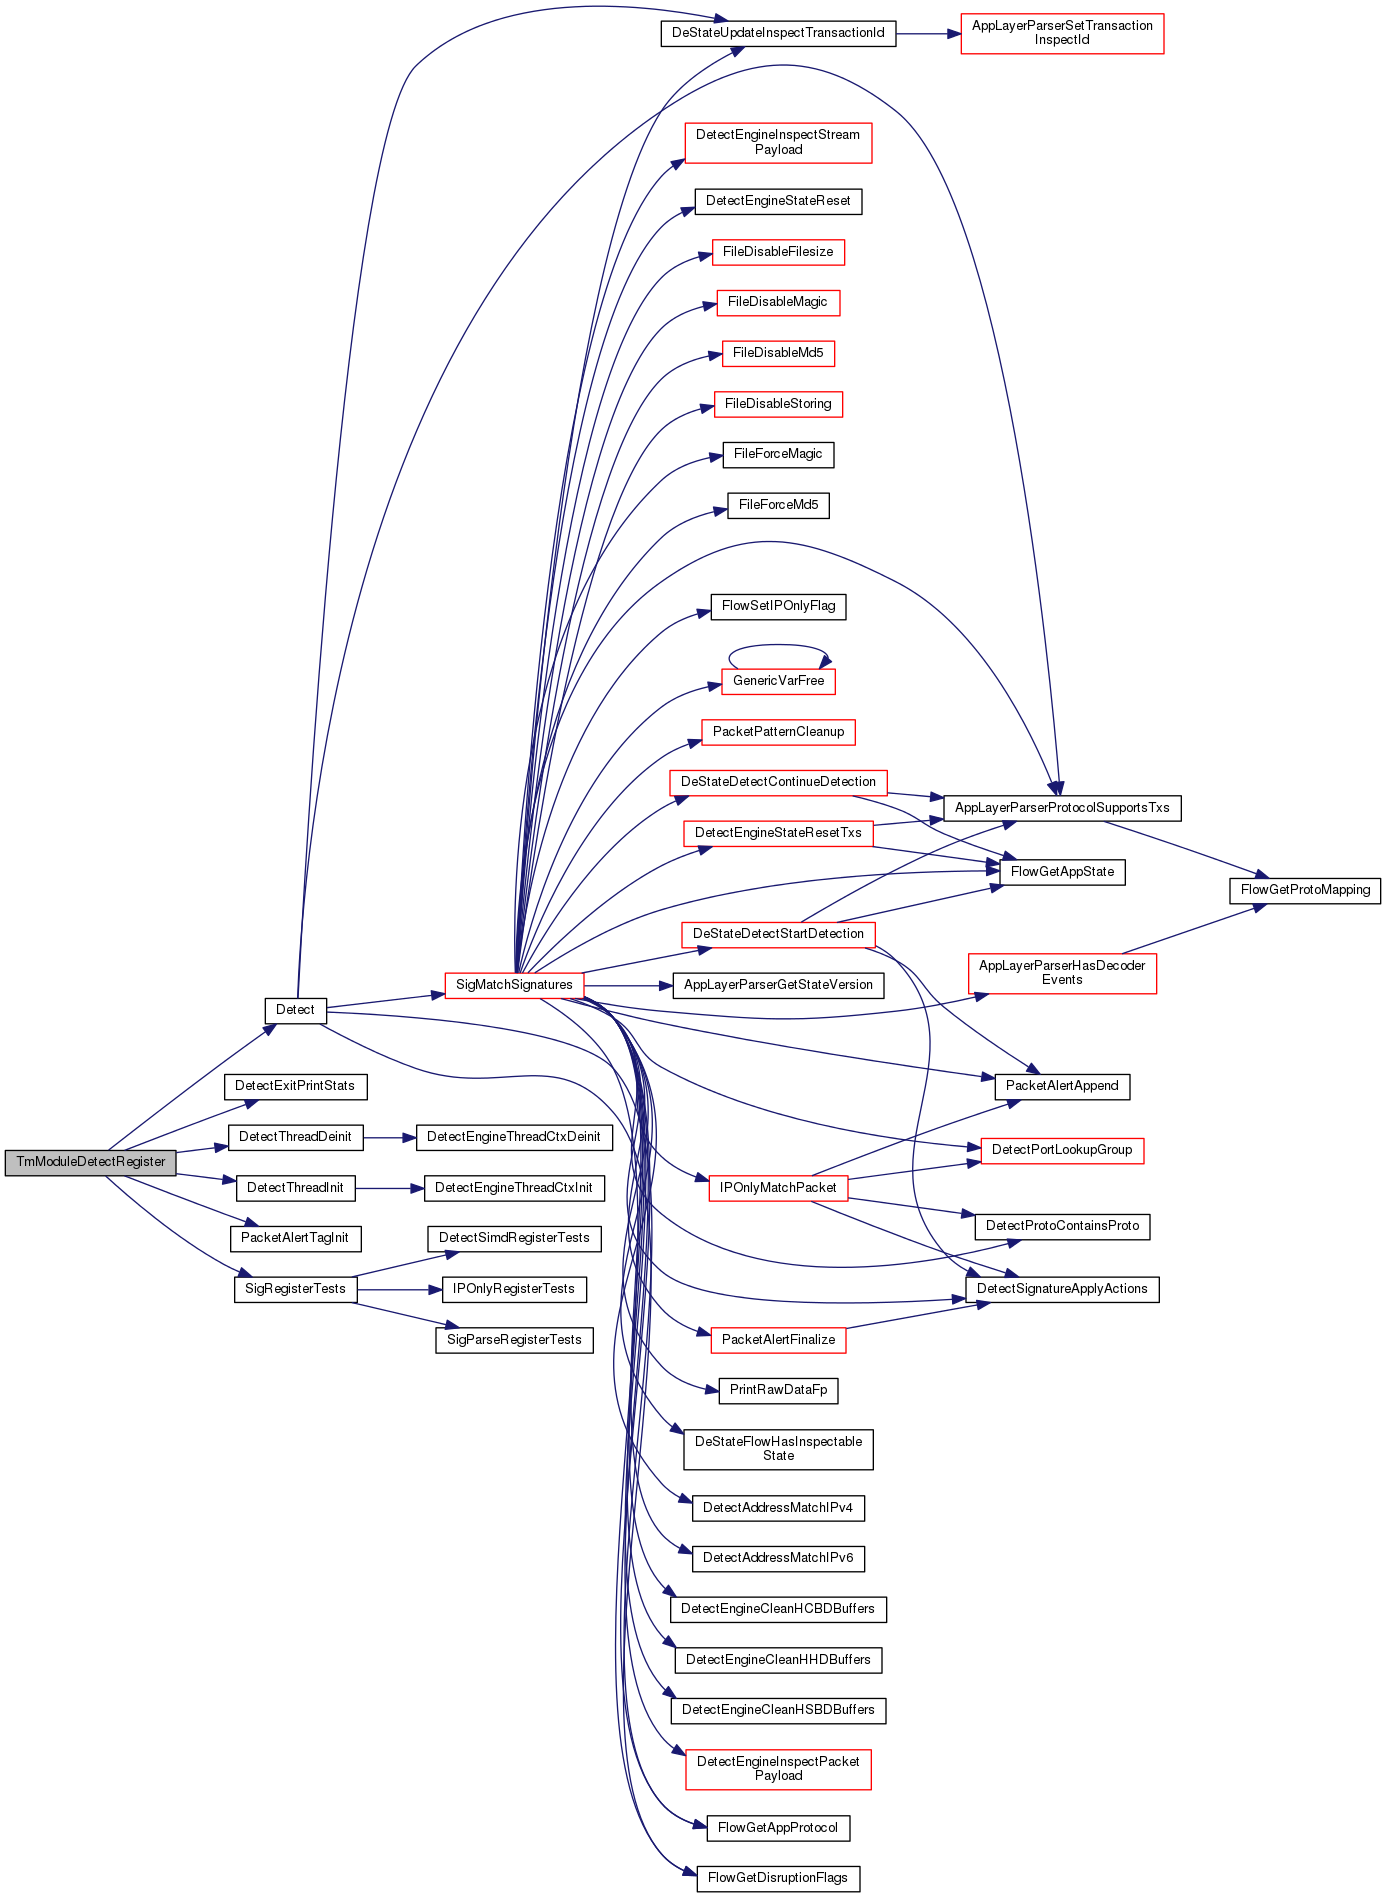 DeStateUpdateInspectTransactionId
AppLayerParserSetTransaction
InspectId
DetectEngineInspectStream
Payload
DetectEngineStateReset
FileDisableFilesize
FileDisableMagic
FileDisableMd5
FileDisableStoring
FileForceMagic
FileForceMd5
FlowSetIPOnlyFlag
GenericVarFree
PacketPatternCleanup
DeStateDetectContinueDetection
AppLayerParserProtocolSupportsTxs
DetectEngineStateResetTxs
FlowGetAppState
FlowGetProtoMapping
DeStateDetectStartDetection
AppLayerParserHasDecoder
Events
SigMatchSignatures
AppLayerParserGetStateVersion
Detect
DetectExitPrintStats
PacketAlertAppend
DetectThreadDeinit
DetectEngineThreadCtxDeinit
DetectPortLookupGroup
TmModuleDetectRegister
DetectThreadInit
DetectEngineThreadCtxInit
IPOnlyMatchPacket
PacketAlertTagInit
DetectSimdRegisterTests
DetectProtoContainsProto
SigRegisterTests
IPOnlyRegisterTests
DetectSignatureApplyActions
SigParseRegisterTests
PacketAlertFinalize
PrintRawDataFp
DeStateFlowHasInspectable
State
DetectAddressMatchIPv4
DetectAddressMatchIPv6
DetectEngineCleanHCBDBuffers
DetectEngineCleanHHDBuffers
DetectEngineCleanHSBDBuffers
DetectEngineInspectPacket
Payload
FlowGetAppProtocol
FlowGetDisruptionFlags